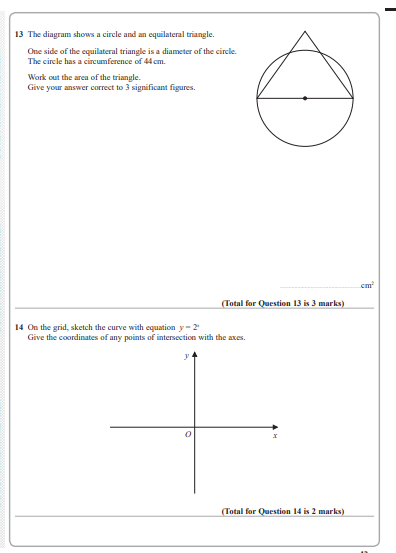 13 The diagram shows a circle and an equilateral triangle.
One side of the equilateral triangle is a diameter of the circle.
The circle has a circumference of 44 cm.
Work out the area of the triangle.
Give your answer correct to 3 significant figures.
cm²
(Total for Question 13 is 3 marks)
14 On the grid, sketch the curve with equation y = 2ˣ
Give the coordinates of any points of intersection with the axes.
y
O
x
(Total for Question 14 is 2 marks)